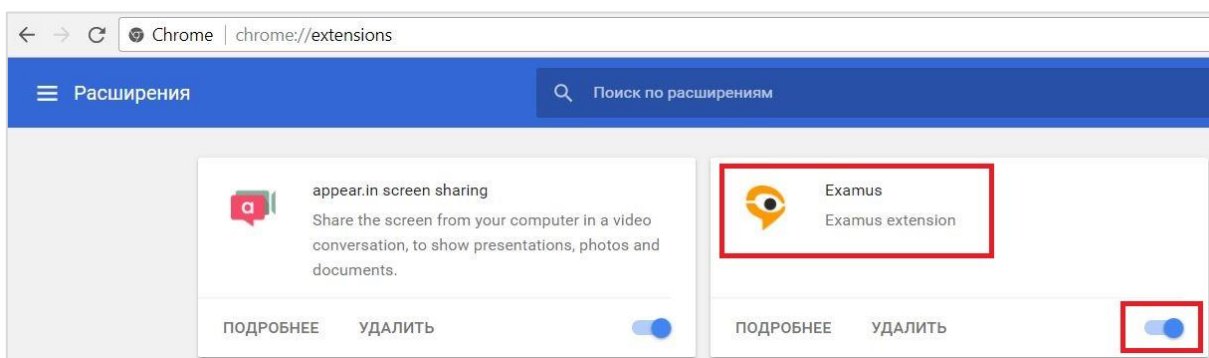 Chrome | chrome://extensions
Расширения
Поиск по расширениям
appear.in screen sharing
Share the screen from your computer in a video
conversation, to show presentations, photos and
documents.
ПОДРОБНЕЕ УДАЛИТЬ
Examus
Examus extension
ПОДРОБНЕЕ УДАЛИТЬ